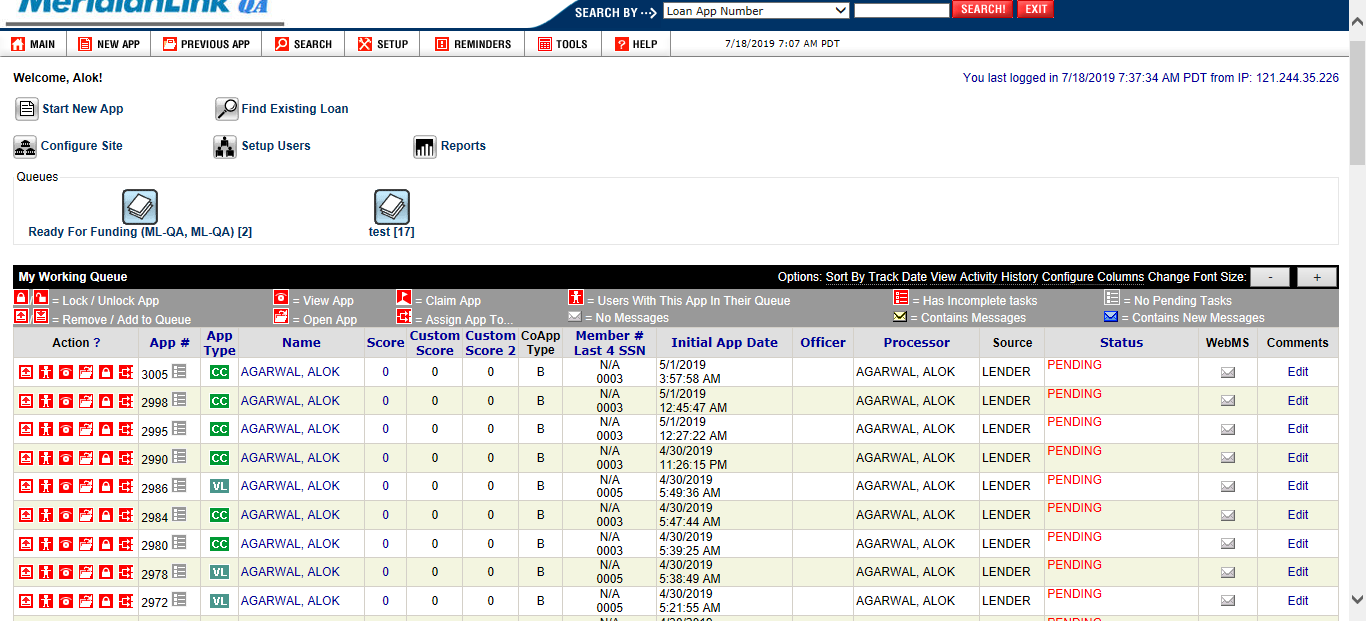 MeridianLink QA
SEARCH BY ··> Loan App Number SEARCH! EXIT
MAIN NEW APP PREVIOUS APP SEARCH SETUP REMINDERS TOOLS HELP 7/18/2019 7:07 AM PDT
Welcome, Alok! You last logged in 7/18/2019 7:37:34 AM PDT from IP: 121.244.35.226
Start New App Find Existing Loan
Configure Site Setup Users Reports
Queues
Ready For Funding (ML-QA, ML-QA) [2] test [17]
My Working Queue Options: Sort By Track Date View Activity History Configure Columns Change Font Size: - +
/ = Lock / Unlock App = View App = Claim App = Users With This App In Their Queue = Has Incomplete tasks = No Pending Tasks
/ = Remove / Add to Queue = Open App = Assign App To... = No Messages = Contains Messages = Contains New Messages
Action ? App # App Type Name Score Custom Score Custom Score 2 CoApp Type Member # Last 4 SSN Initial App Date Officer Processor Source Status WebMS Comments
3005 CC AGARWAL, ALOK 0 0 0 B N/A 0003 5/1/2019 3:57:58 AM AGARWAL, ALOK LENDER PENDING Edit
2998 CC AGARWAL, ALOK 0 0 0 B N/A 0003 5/1/2019 12:45:47 AM AGARWAL, ALOK LENDER PENDING Edit
2995 CC AGARWAL, ALOK 0 0 0 B N/A 0003 5/1/2019 12:27:22 AM AGARWAL, ALOK LENDER PENDING Edit
2990 CC AGARWAL, ALOK 0 0 0 B N/A 0003 4/30/2019 11:26:15 PM AGARWAL, ALOK LENDER PENDING Edit
2986 VL AGARWAL, ALOK 0 0 0 B N/A 0005 4/30/2019 5:49:36 AM AGARWAL, ALOK LENDER PENDING Edit
2984 CC AGARWAL, ALOK 0 0 0 B N/A 0003 4/30/2019 5:47:44 AM AGARWAL, ALOK LENDER PENDING Edit
2980 CC AGARWAL, ALOK 0 0 0 B N/A 0003 4/30/2019 5:39:25 AM AGARWAL, ALOK LENDER PENDING Edit
2978 VL AGARWAL, ALOK 0 0 0 B N/A 0005 4/30/2019 5:38:49 AM AGARWAL, ALOK LENDER PENDING Edit
2972 VL AGARWAL, ALOK 0 0 0 B N/A 0005 4/30/2019 5:21:55 AM AGARWAL, ALOK LENDER PENDING Edit